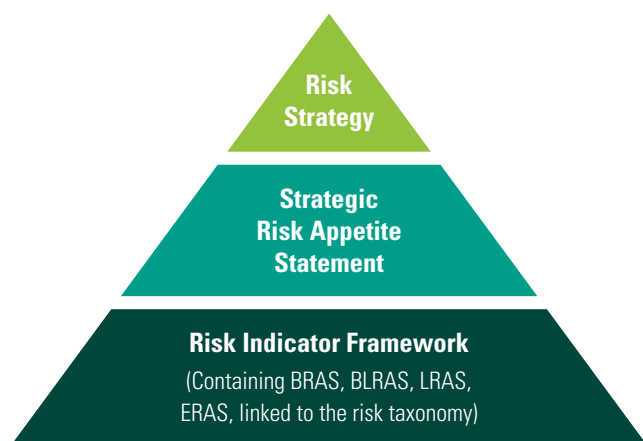 Risk
Strategy
Strategic
Risk Appetite
Statement
Risk Indicator Framework
(Containing BRAS, BLRAS, LRAS,
ERAS, linked to the risk taxonomy)